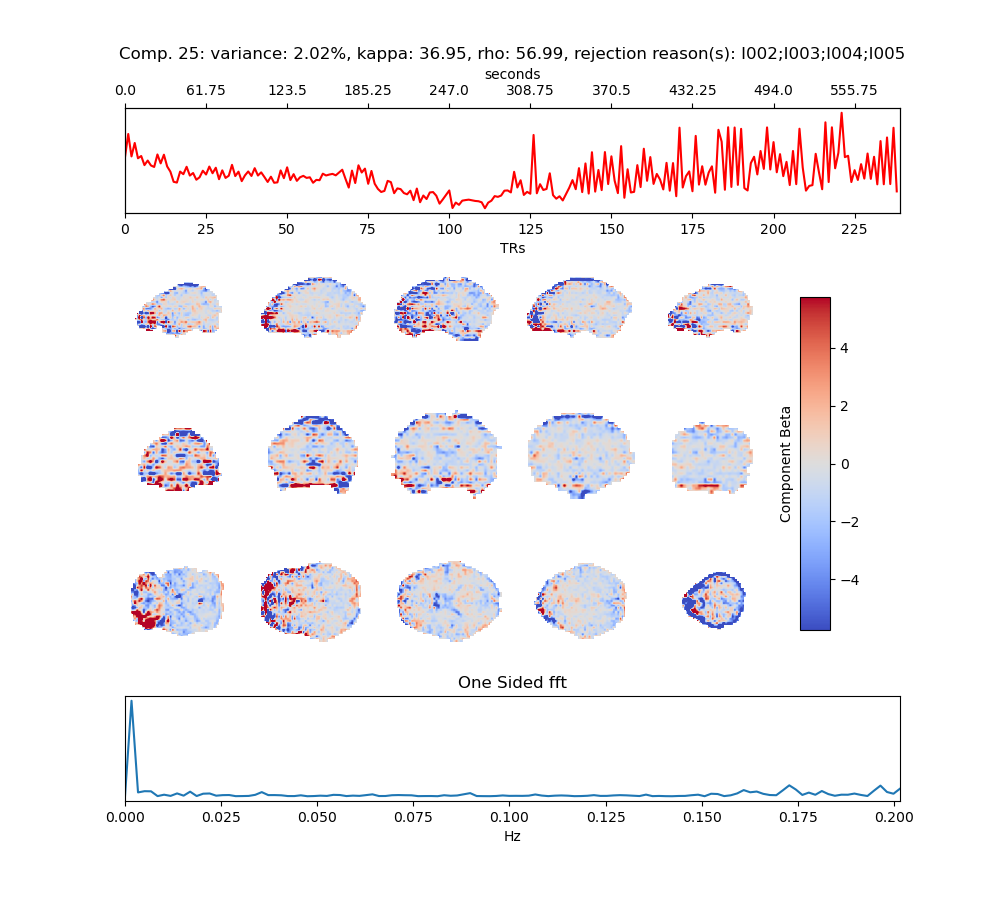 Comp. 25: variance: 2.02%, kappa: 36.95, rho: 56.99, rejection reason(s): I002;I003;I004;I005
seconds
0.0 61.75 123.5 185.25 247.0 308.75 370.5 432.25 494.0 555.75
0 25 50 75 100 125 150 175 200 225
TRs
4
2
0
−2
−4
Component Beta
One Sided fft
0.000 0.025 0.050 0.075 0.100 0.125 0.150 0.175 0.200
Hz